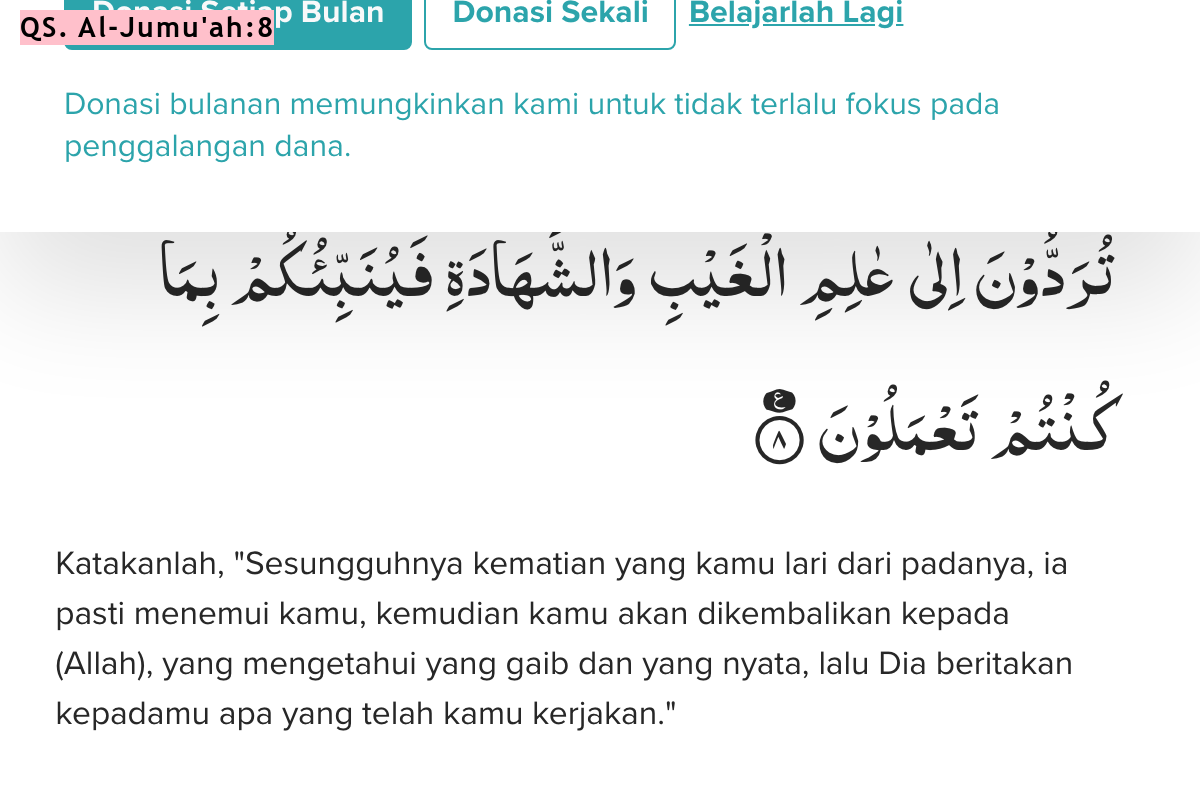 Donasi Setiap Bulan Donasi Sekali Belajarlah Lagi
QS. Al-Jumu'ah:8
Donasi bulanan memungkinkan kami untuk tidak terlalu fokus pada
penggalangan dana.
تُرَدُّوْنَ اِلٰى عٰلِمِ الْغَيْبِ وَالشَّهَادَةِ فَيُنَبِّئُكُمْ بِمَا
كُنْتُمْ تَعْمَلُوْنَ ࣖ ٨
Katakanlah, "Sesungguhnya kematian yang kamu lari dari padanya, ia
pasti menemui kamu, kemudian kamu akan dikembalikan kepada
(Allah), yang mengetahui yang gaib dan yang nyata, lalu Dia beritakan
kepadamu apa yang telah kamu kerjakan."